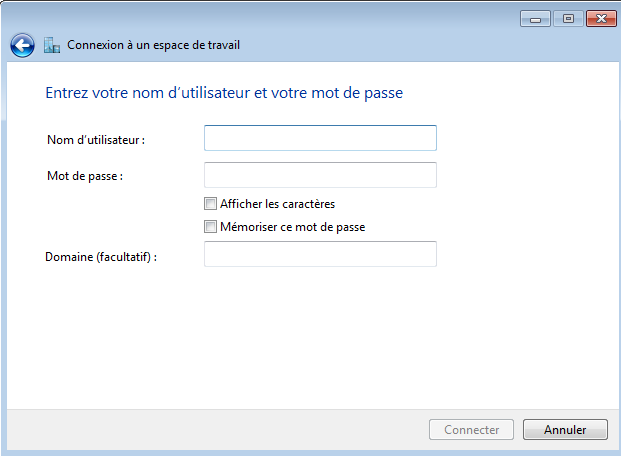 Connexion à un espace de travail
Entrez votre nom d'utilisateur et votre mot de passe
Nom d'utilisateur :
Mot de passe :
Afficher les caractères
Mémoriser ce mot de passe
Domaine (facultatif) :
Connecter Annuler